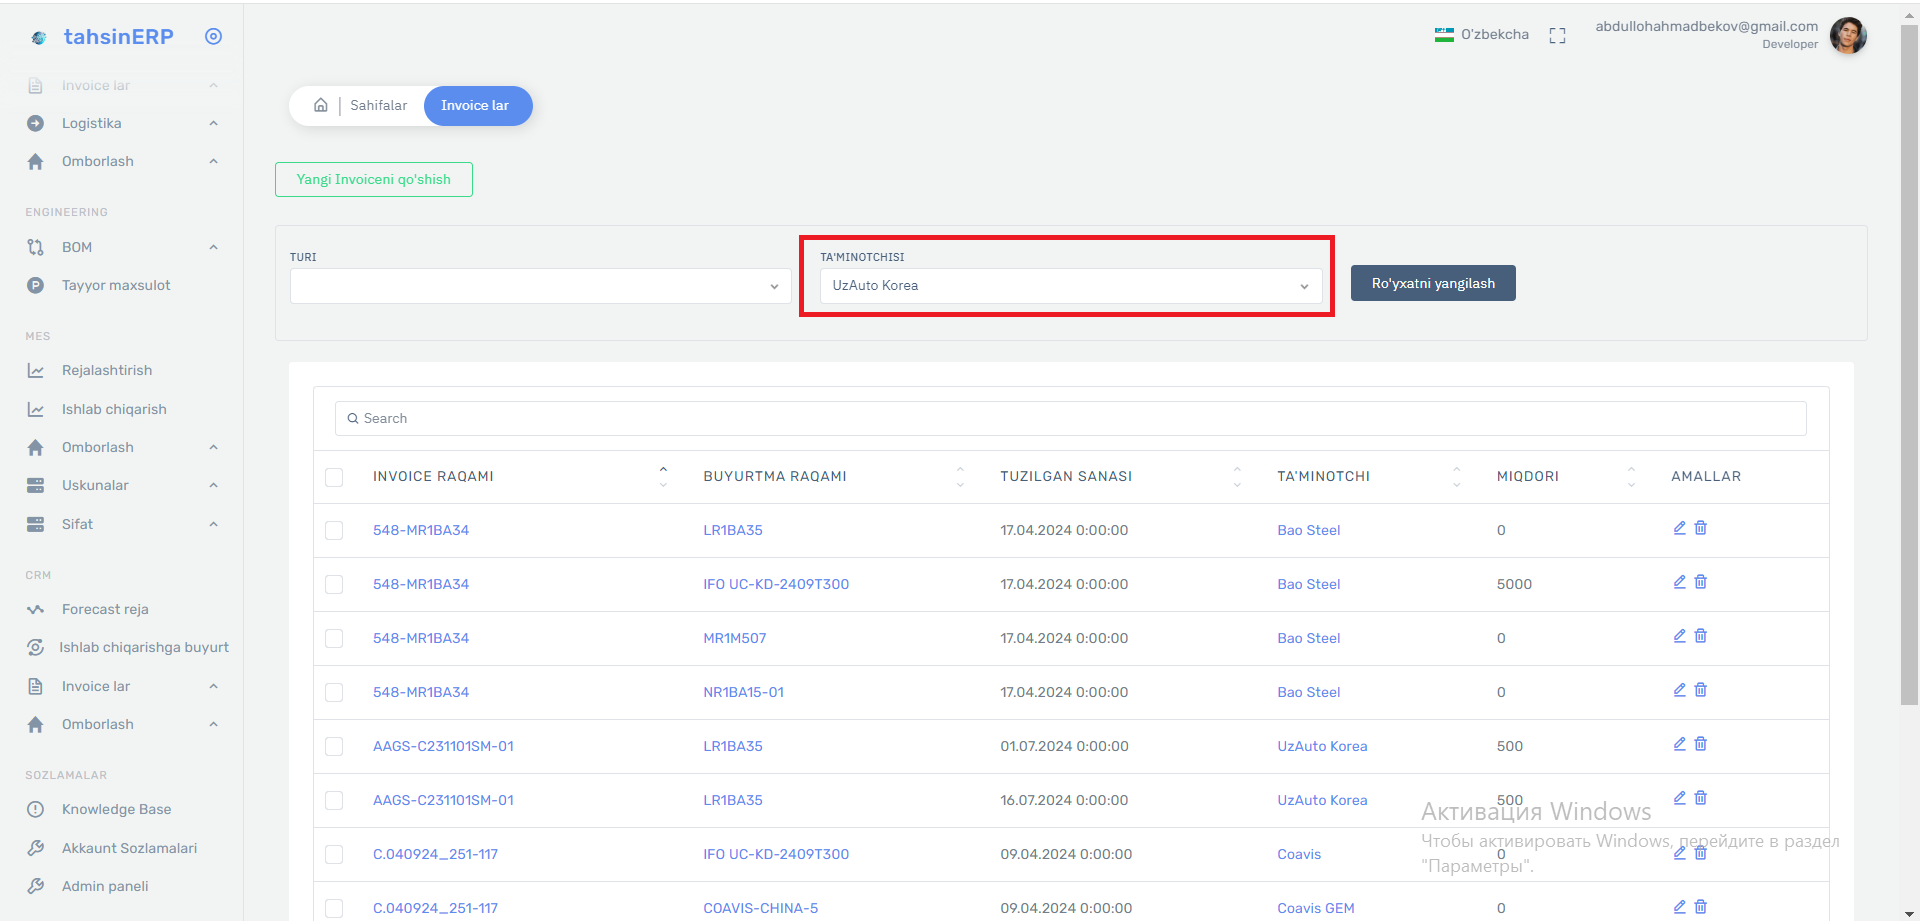 tahsinERP
O'zbekcha
abdullohahmadbekov@gmail.com
Developer
Invoice lar
Logistika
Omborlash
ENGINEERING
BOM
Tayyor maxsulot
MES
Rejalashtirish
Ishlab chiqarish
Omborlash
Uskunalar
Sifat
CRM
Forecast reja
Ishlab chiqarishga buyurt
Invoice lar
Omborlash
SOZLAMALAR
Knowledge Base
Akkaunt Sozlamalari
Admin paneli
Sahifalar
Invoice lar
Yangi Invoiceni qo'shish
TURI
TA'MINOTCHISI
UzAuto Korea
Ro'yxatni yangilash
Search
INVOICE RAQAMI BUYURTMA RAQAMI TUZILGAN SANASI TA'MINOTCHI MIQDORI AMALLAR
548-MR1BA34 LR1BA35 17.04.2024 0:00:00 Bao Steel 0
548-MR1BA34 IFO UC-KD-2409T300 17.04.2024 0:00:00 Bao Steel 5000
548-MR1BA34 MR1M507 17.04.2024 0:00:00 Bao Steel 0
548-MR1BA34 NR1BA15-01 17.04.2024 0:00:00 Bao Steel 0
AAGS-C231101SM-01 LR1BA35 01.07.2024 0:00:00 UzAuto Korea 500
AAGS-C231101SM-01 LR1BA35 16.07.2024 0:00:00 UzAuto Korea 500
C.040924_251-117 IFO UC-KD-2409T300 09.04.2024 0:00:00 Coavis 0
C.040924_251-117 COAVIS-CHINA-5 09.04.2024 0:00:00 Coavis GEM 0
Активация Windows
Чтобы активировать Windows, перейдите в раздел
"Параметры".